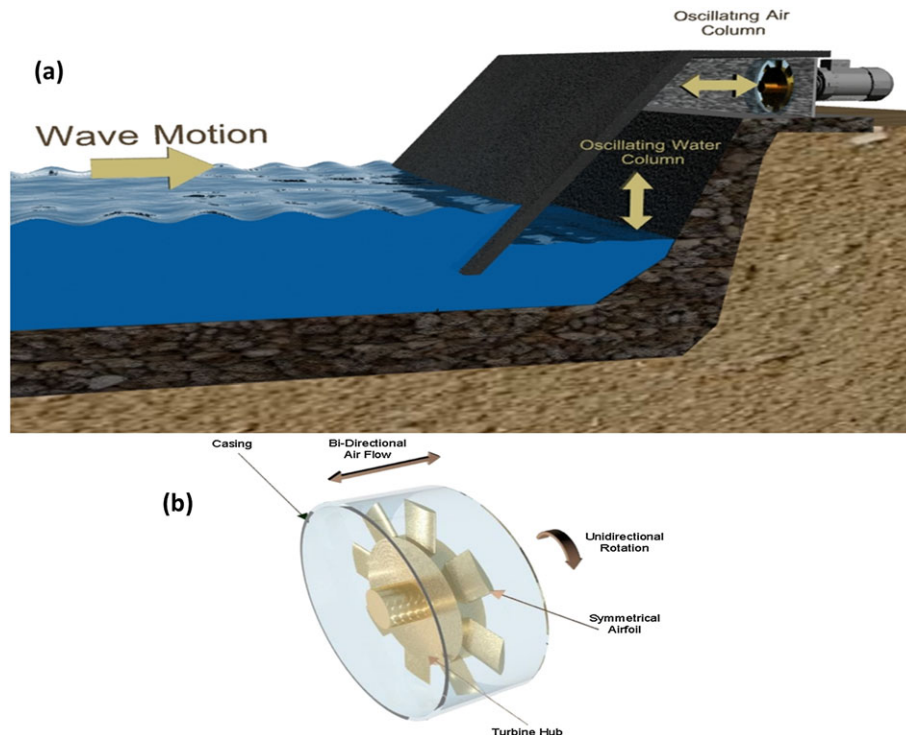 Oscillating Air
Column
(a)
Wave Motion
Oscillating Water
Column
Casing
Bi-Directional
Air Flow
(b)
Unidirectional
Rotation
Symmetrical
Airfoil
Turbine Hub